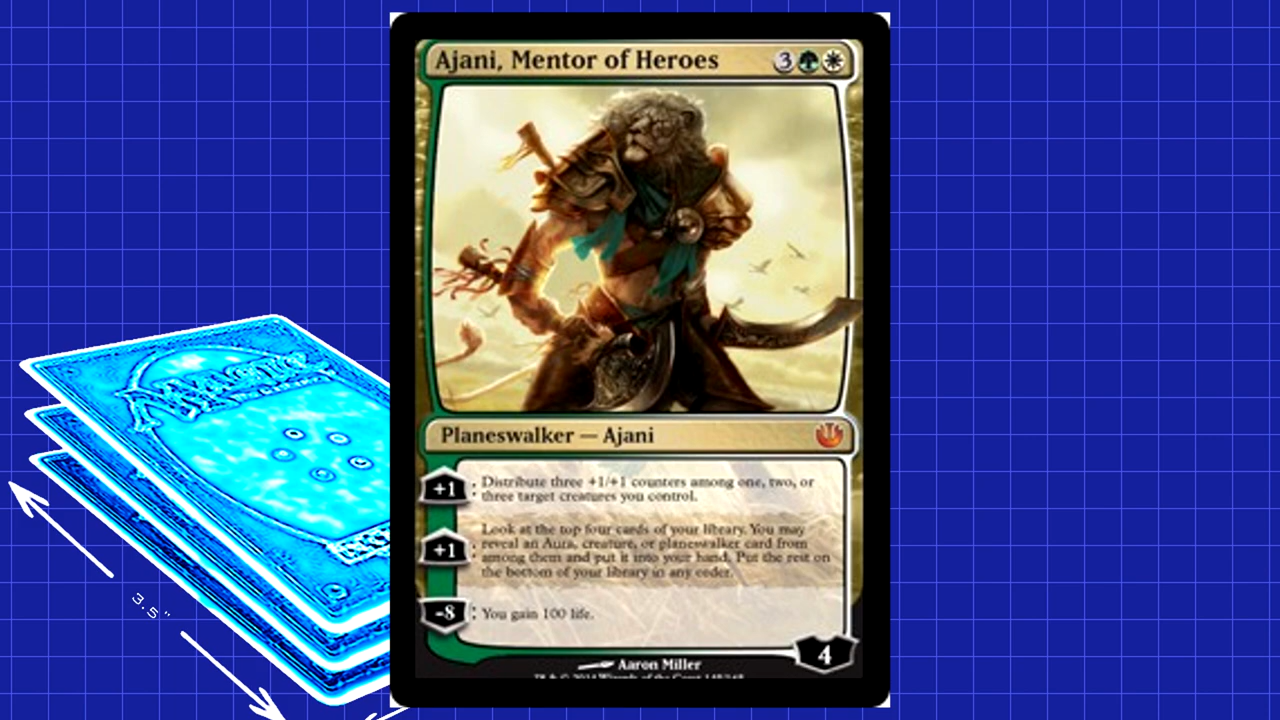 Ajani, Mentor of Heroes 3
Planeswalker — Ajani
+1 : Distribute three +1/+1 counters among one, two, or
three target creatures you control.
+1 : Look at the top four cards of your library. You may
reveal an Aura, creature, or planeswalker card from
among them and put it into your hand. Put the rest on
the bottom of your library in any order.
-8 : You gain 100 life.
4
Aaron Miller
3.5"